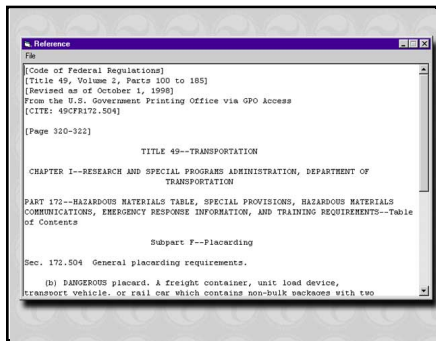 Reference
File
[Code of Federal Regulations]
[Title 49, Volume 2, Parts 100 to 185]
[Revised as of October 1, 1998]
From the U.S. Government Printing Office via GPO Access
[CITE: 49CFR172.504]
[Page 320-322]
TITLE 49--TRANSPORTATION
CHAPTER I--RESEARCH AND SPECIAL PROGRAMS ADMINISTRATION, DEPARTMENT OF
TRANSPORTATION
PART 172--HAZARDOUS MATERIALS TABLE, SPECIAL PROVISIONS, HAZARDOUS MATERIALS
COMMUNICATIONS, EMERGENCY RESPONSE INFORMATION, AND TRAINING REQUIREMENTS--Table
of Contents
Subpart F--Placarding
Sec. 172.504 General placarding requirements.
(b) DANGEROUS placard. A freight container, unit load device,
transport vehicle, or rail car which contains non-bulk packages with two